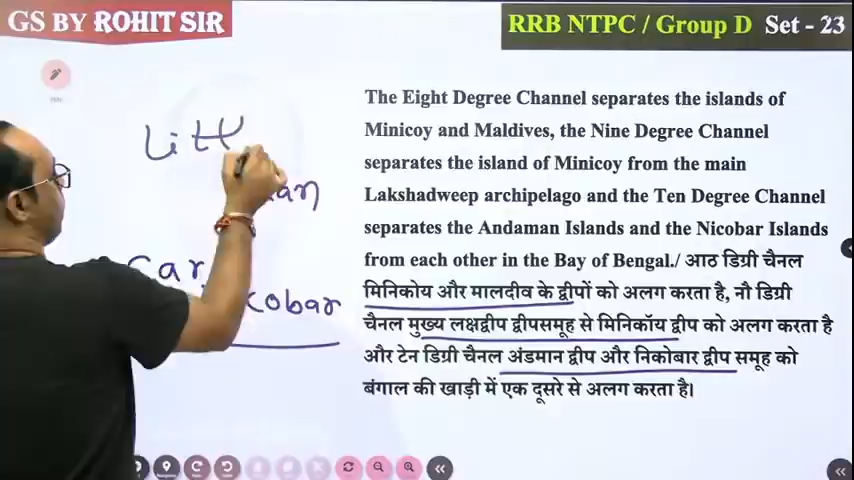 GS BY ROHIT SIR
RRB NTPC / Group D Set - 23
The Eight Degree Channel separates the islands of
Minicoy and Maldives, the Nine Degree Channel
separates the island of Minicoy from the main
Lakshadweep archipelago and the Ten Degree Channel
separates the Andaman Islands and the Nicobar Islands
from each other in the Bay of Bengal./ आठ डिग्री चैनल
मिनिकोय और मालदीव के द्वीपों को अलग करता है, नौ डिग्री
चैनल मुख्य लक्षद्वीप द्वीपसमूह से मिनिकॉय द्वीप को अलग करता है
और टेन डिग्री चैनल अंडमान द्वीप और निकोबार द्वीप समूह को
बंगाल की खाड़ी में एक दूसरे से अलग करता है।
Litt
an
Car
cobar